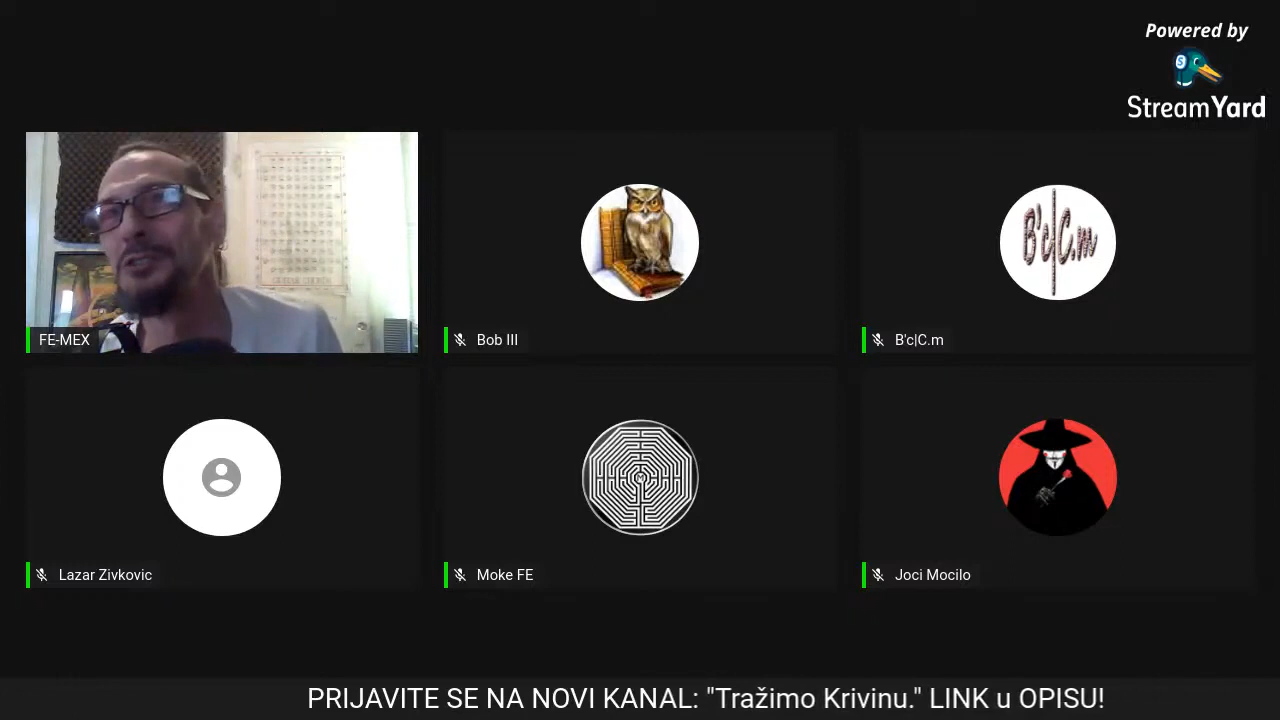 Powered by
StreamYard
FE-MEX
Bob III
B'c|C.m
B'c|C.m
Lazar Zivkovic
Moke FE
Joci Mocilo
PRIJAVITE SE NA NOVI KANAL: "Tražimo Krivinu." LINK u OPISU!